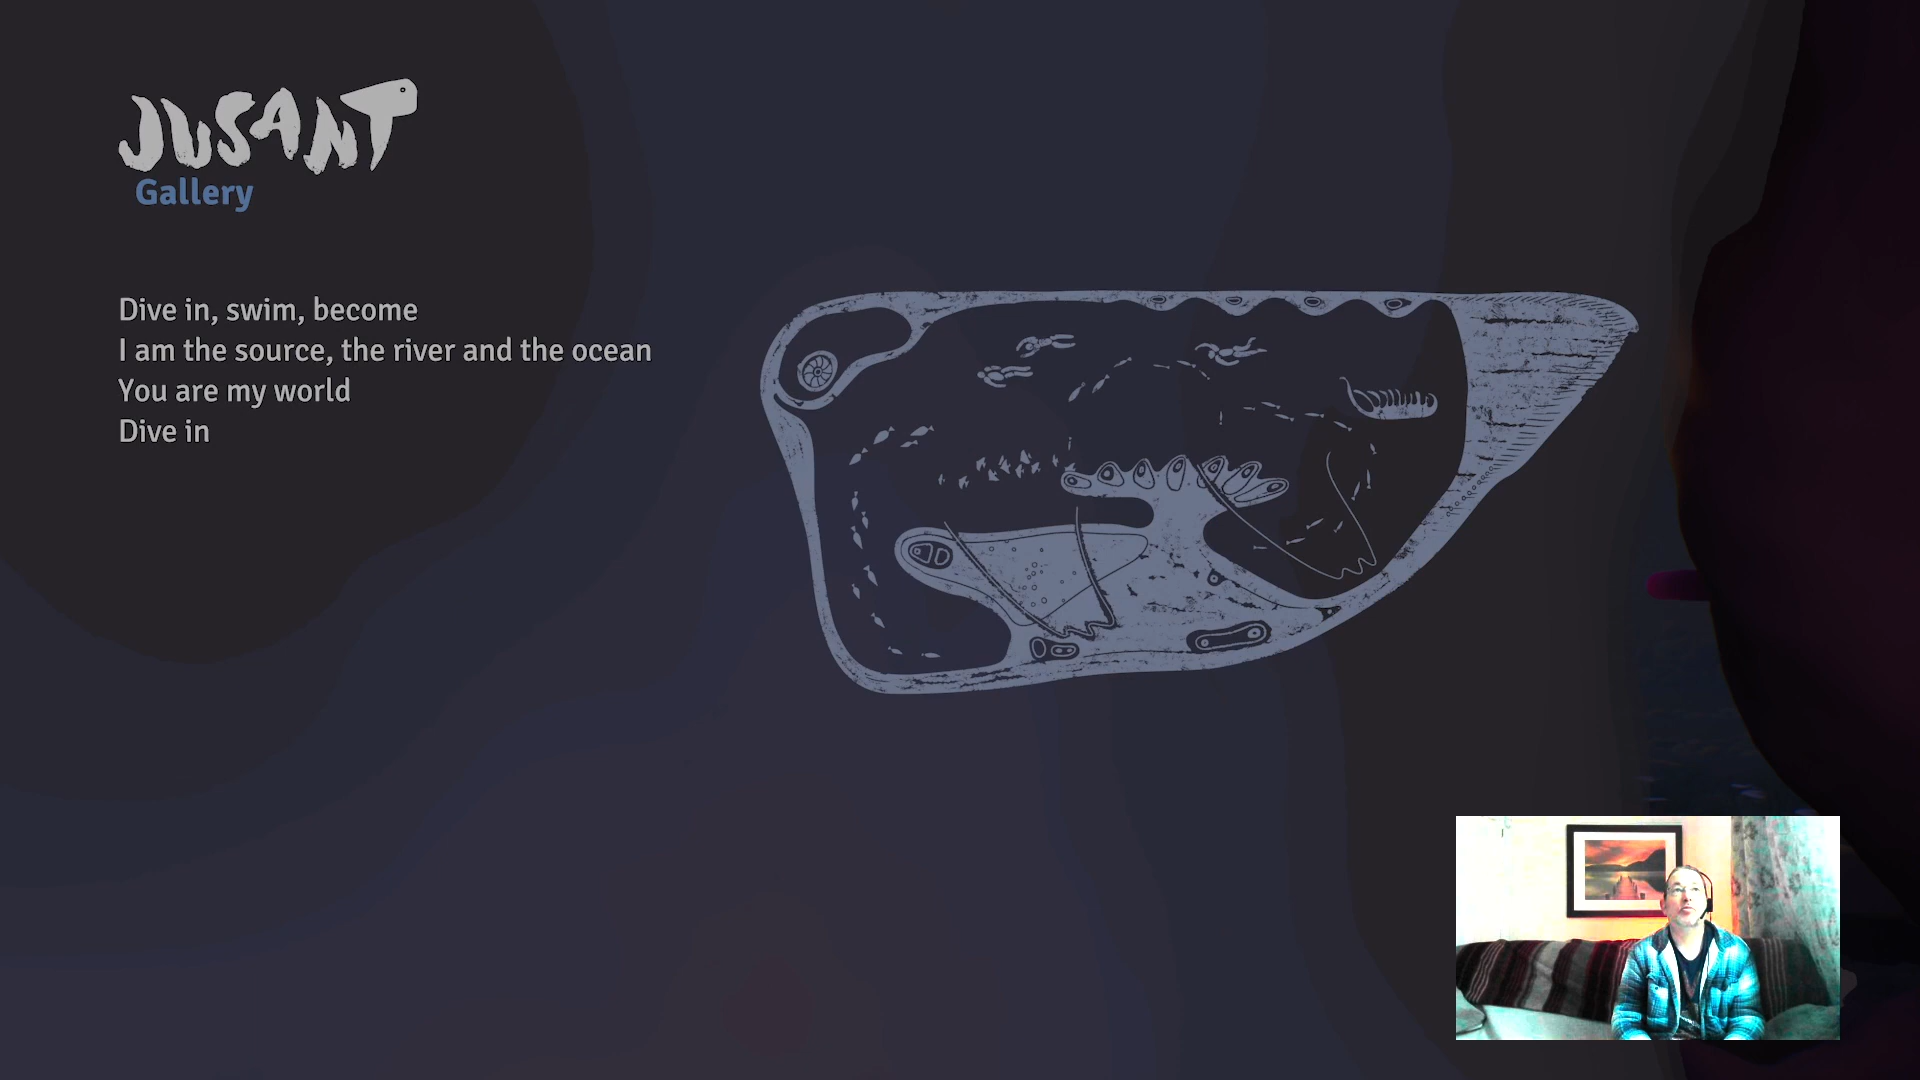 JUSANT
Gallery
Dive in, swim, become
I am the source, the river and the ocean
You are my world
Dive in